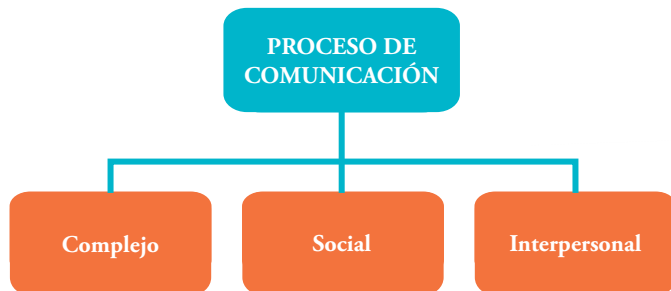 PROCESO DE
COMUNICACIÓN
Complejo
Social
Interpersonal